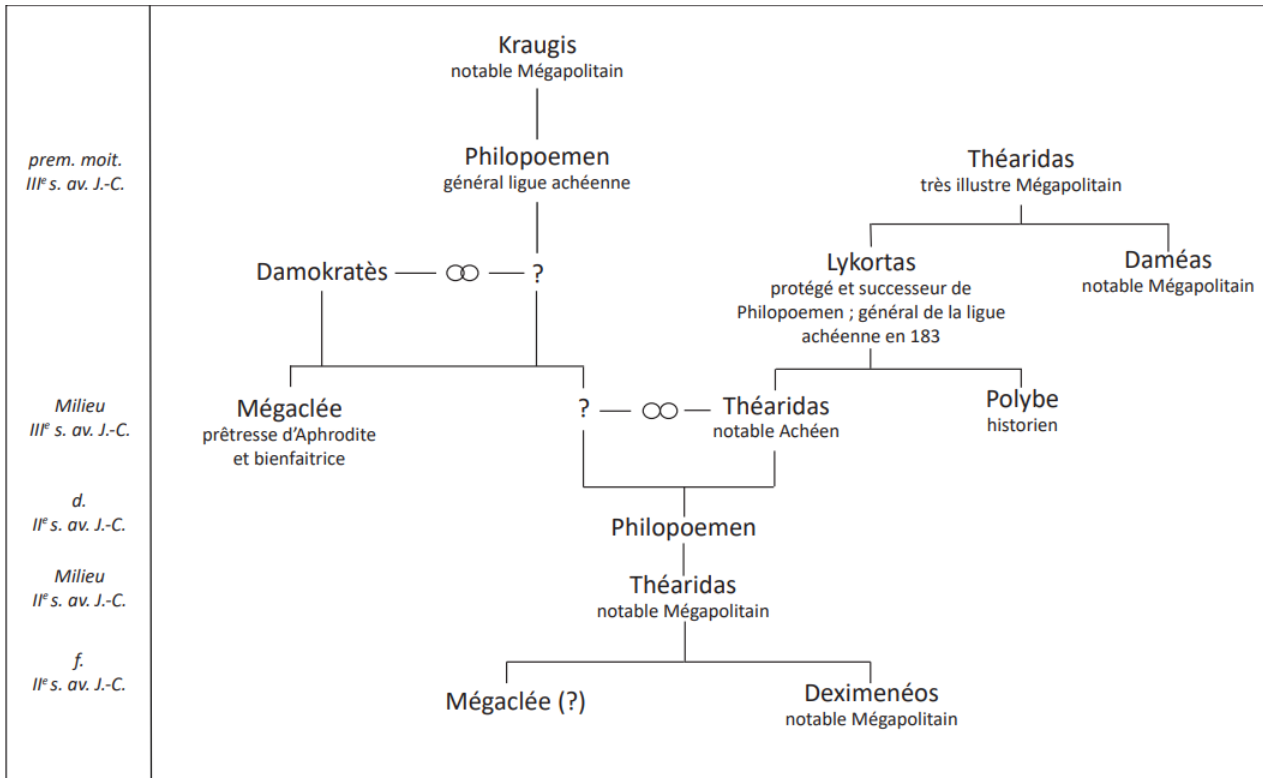 Kraugis
notable Mégapolitain
prem. moit.
IIIe s. av. J.-C.
Philopoemen
général ligue achéenne
Théaridas
très illustre Mégapolitain
Damokratès
?
Lykortas
protégé et successeur de
Philopoemen ; général de la ligue
achéenne en 183
Daméas
notable Mégapolitain
Milieu
IIIe s. av. J.-C.
Mégaclée
prêtresse d'Aphrodite
et bienfaitrice
?
Théaridas
notable Achéen
Polybe
historien
d.
IIe s. av. J.-C.
Philopoemen
Milieu
IIe s. av. J.-C.
Théaridas
notable Mégapolitain
f.
IIe s. av. J.-C.
Mégaclée (?)
Deximenéos
notable Mégapolitain